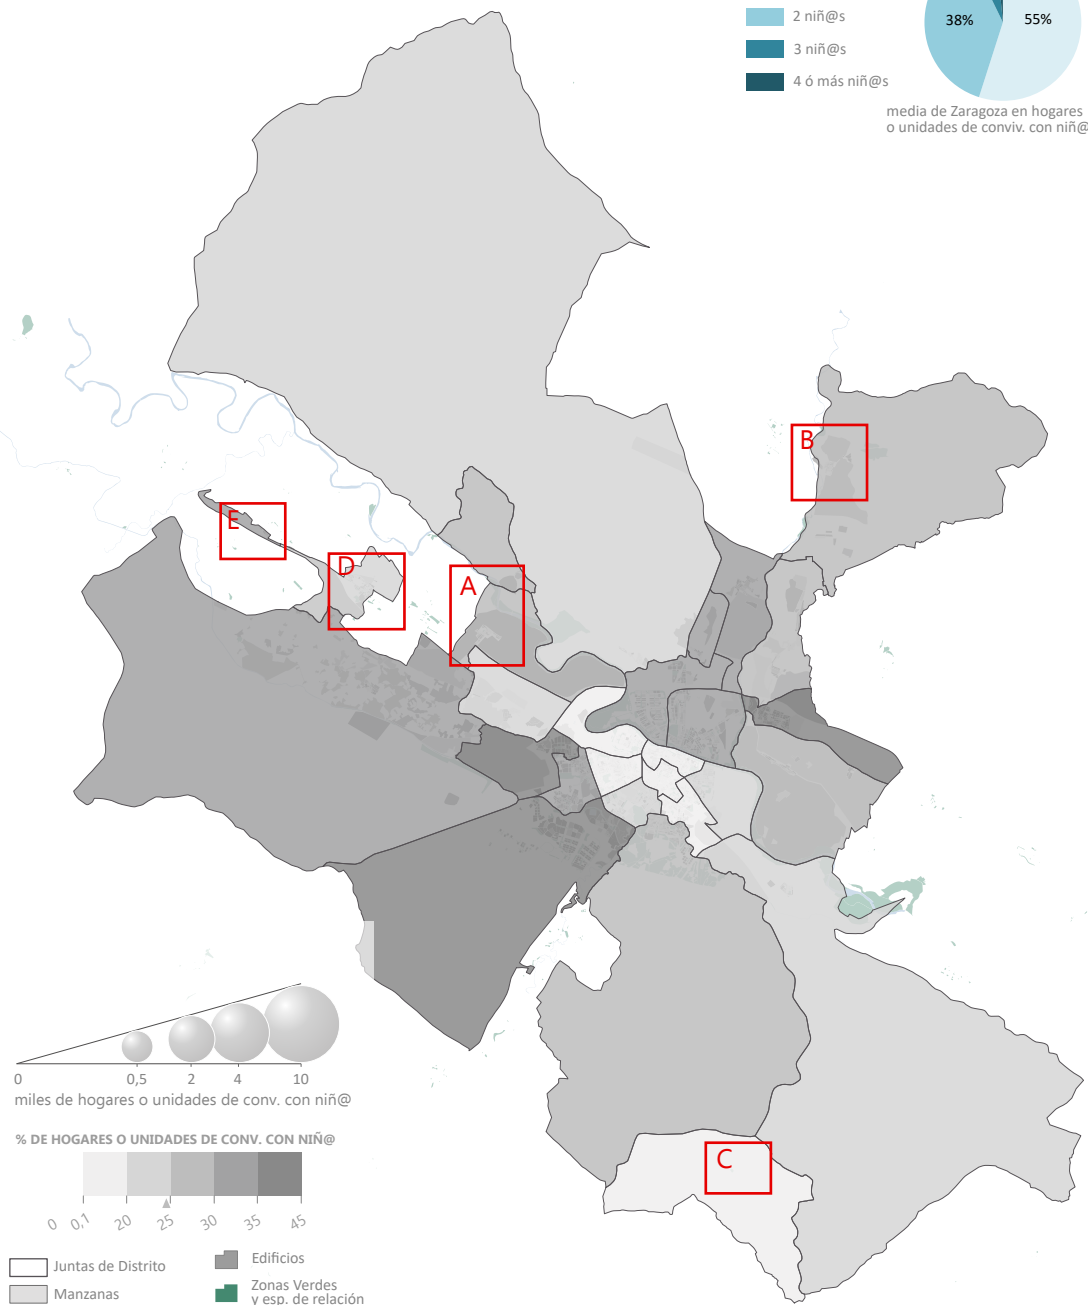 2 niñ@s
3 niñ@s
4 ó más niñ@s
38%
55%
media de Zaragoza en hogares
o unidades de conviv. con niñ@
B
E
D
A
C
0
0,5
2
4
10
miles de hogares o unidades de conv. con niñ@
% DE HOGARES O UNIDADES DE CONV. CON NIÑ@
0
0,1
20
25
30
35
45
Juntas de Distrito
Edificios
Manzanas
Zonas Verdes
y esp. de relación